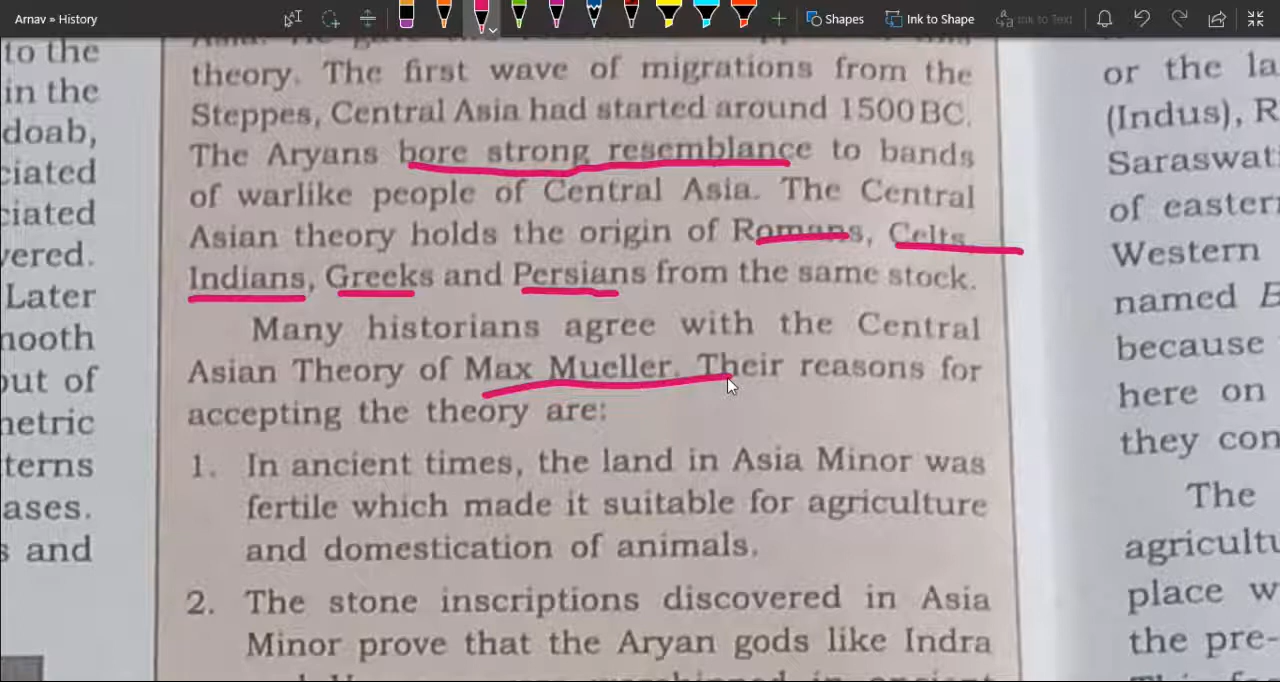 Arnav » History
Shapes
Ink to Shape
Ink to Text
to the
in the
doab,
ciated
ciated
vered.
Later
nooth
out of
netric
terns
ases.
s and
theory. The first wave of migrations from the
Steppes, Central Asia had started around 1500 BC.
The Aryans bore strong resemblance to bands
of warlike people of Central Asia. The Central
Asian theory holds the origin of Romans, Celts,
Indians, Greeks and Persians from the same stock.
Many historians agree with the Central
Asian Theory of Max Mueller. Their reasons for
accepting the theory are:
1. In ancient times, the land in Asia Minor was
fertile which made it suitable for agriculture
and domestication of animals.
2. The stone inscriptions discovered in Asia
Minor prove that the Aryan gods like Indra
or the la
(Indus), R
Saraswati
of eastern
Western
named B
because
here on
they con
The
agricultu
place w
the pre-